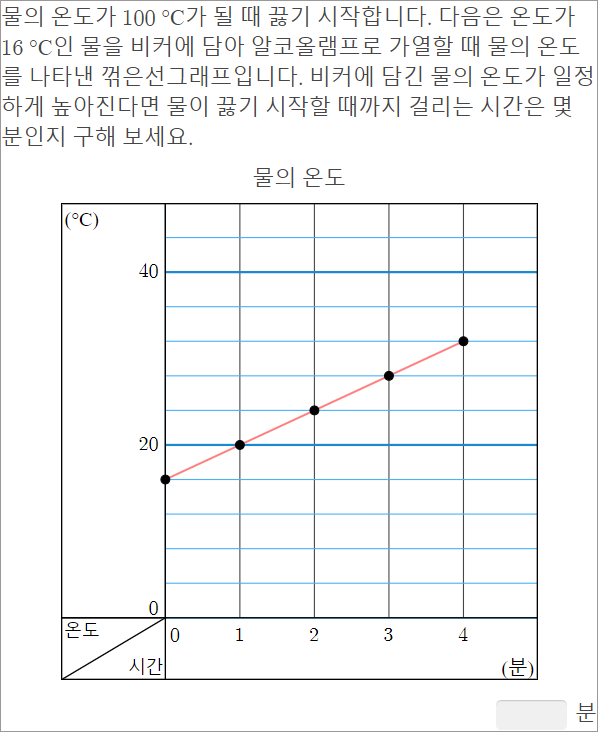 물의 온도가 100 °C가 될 때 끓기 시작합니다. 다음은 온도가
16 °C인 물을 비커에 담아 알코올램프로 가열할 때 물의 온도
를 나타낸 꺾은선그래프입니다. 비커에 담긴 물의 온도가 일정
하게 높아진다면 물이 끓기 시작할 때까지 걸리는 시간은 몇
분인지 구해 보세요.
물의 온도
(°C)
40
20
0
온도
시간
0 1 2 3 4
(분)
분